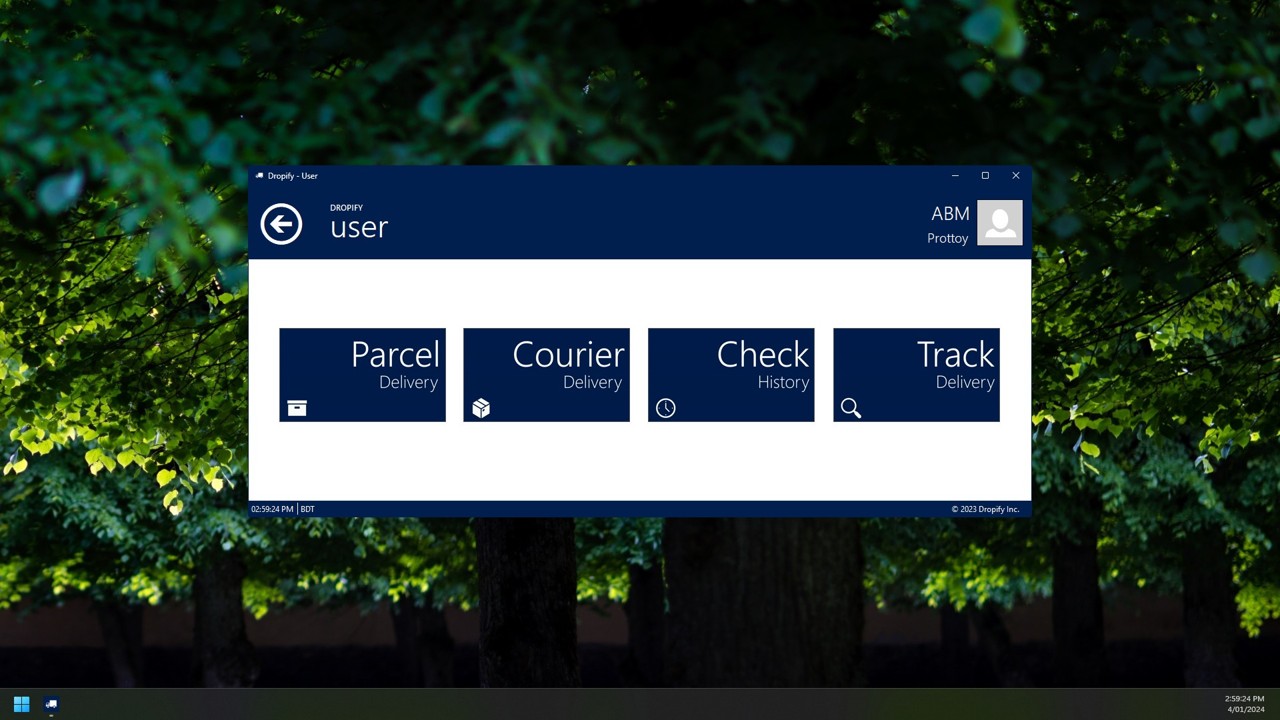 Dropify - User
DROPIFY
user
ABM
Prottoy
Parcel
Delivery
Courier
Delivery
Check
History
Track
Delivery
02:59:24 PM
BDT
© 2023 Dropify Inc.
2:59:24 PM
4/01/2024